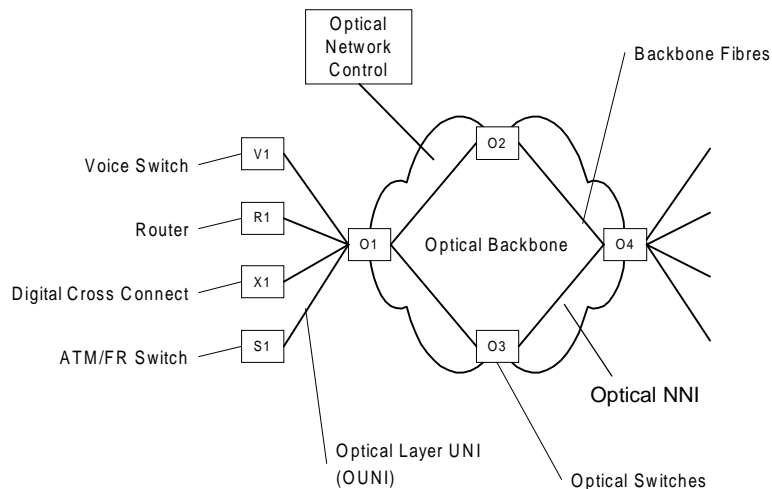 Optical
Network
Control
Backbone Fibres
O2
Voice Switch
V1
Router
R1
O1
Optical Backbone
O4
Digital Cross Connect
X1
ATM/FR Switch
S1
O3
Optical NNI
Optical Layer UNI
(OUNI)
Optical Switches